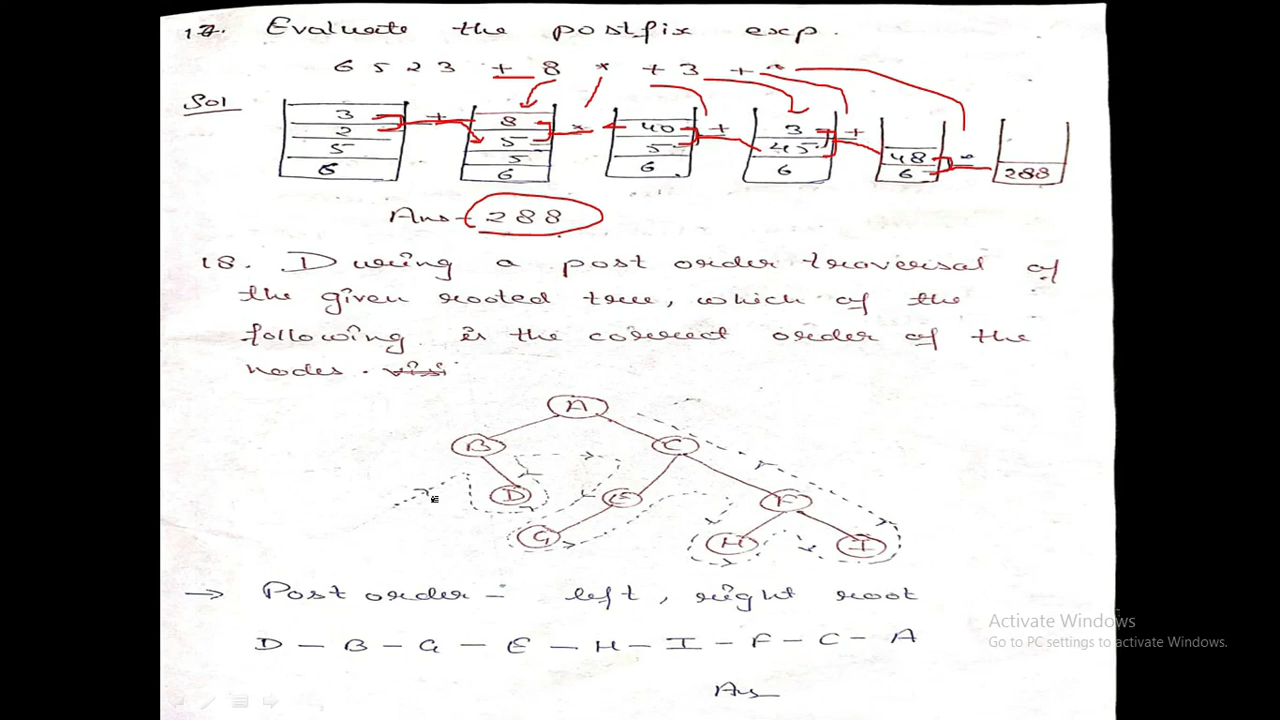 17. Evaluate the postfix exp.
6 5 2 3 + 8 * + 3 + *
Sol
3 + 8 * 40 + 3 +
2 5 5 45 48 *
5 5 6 6 6 288
6 6
Ans - 288
18. During a post order traversal of
the given rooted tree, which of the
following is the correct order of the
nodes.
A
B C
D E F
G H I
→ Post order - left, right root
D - B - G - E - H - I - F - C - A
Ans
Activate Windows
Go to PC settings to activate Windows.